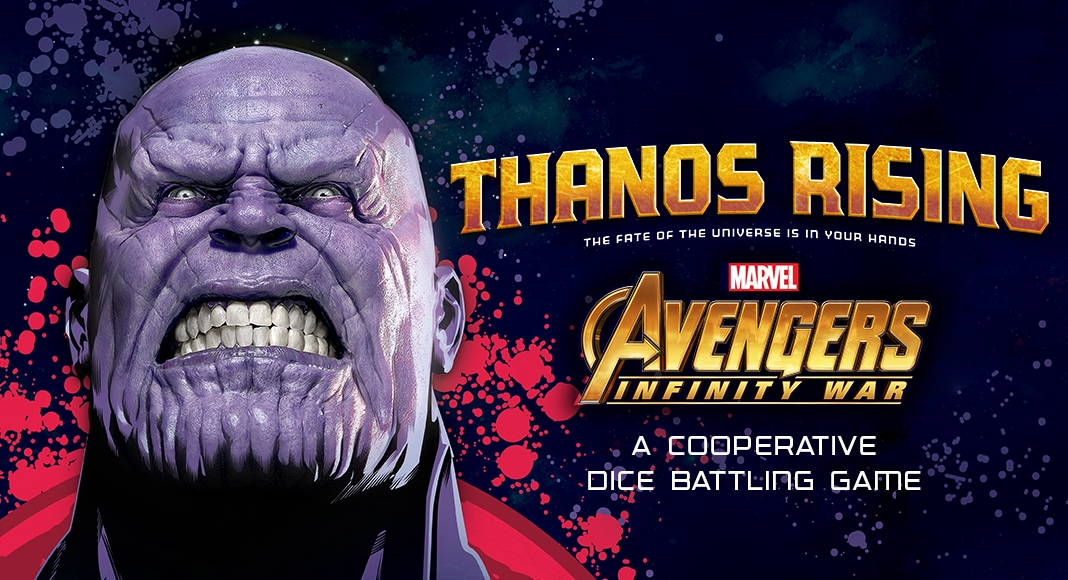 THANOS RISING
THE FATE OF THE UNIVERSE IS IN YOUR HANDS
MARVEL
AVENGERS
INFINITY WAR
A COOPERATIVE
DICE BATTLING GAME